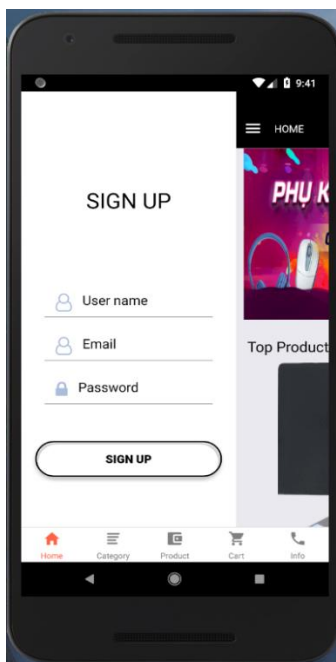 9:41
HOME
PHỤ K
SIGN UP
User name
Email
Password
SIGN UP
Top Product
Home Category Product Cart Info